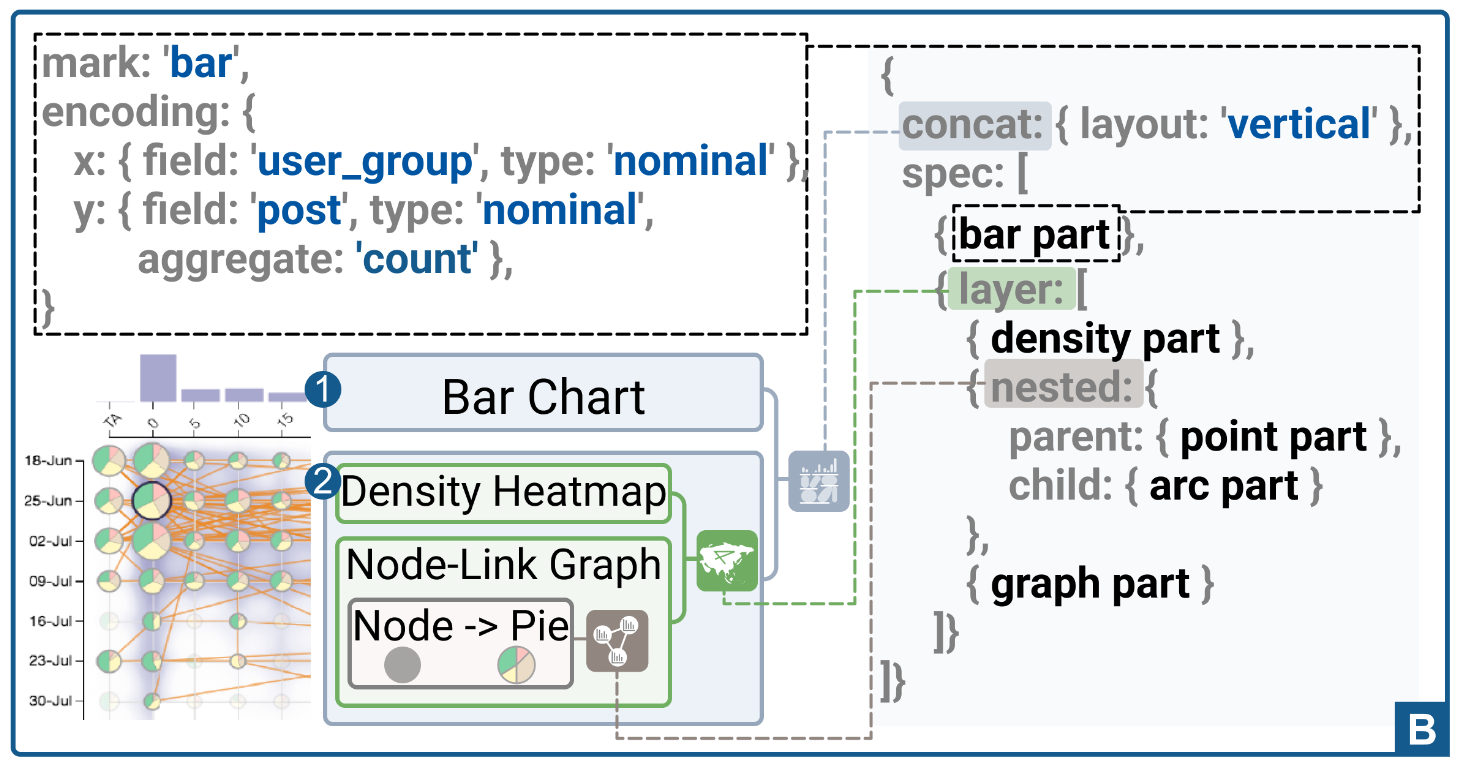 mark: 'bar',
encoding: {
x: { field: 'user_group', type: 'nominal' },
y: { field: 'post', type: 'nominal',
aggregate: 'count' },
}
{
concat: { layout: 'vertical' },
spec: [
{ bar part },
{ layer: [
{ density part },
{ nested: {
parent: { point part },
child: { arc part }
},
{ graph part }
]}
]}
TA 0 5 10 15
18-Jun
25-Jun
02-Jul
09-Jul
16-Jul
23-Jul
30-Jul
1 Bar Chart
2 Density Heatmap
Node-Link Graph
Node -> Pie
B